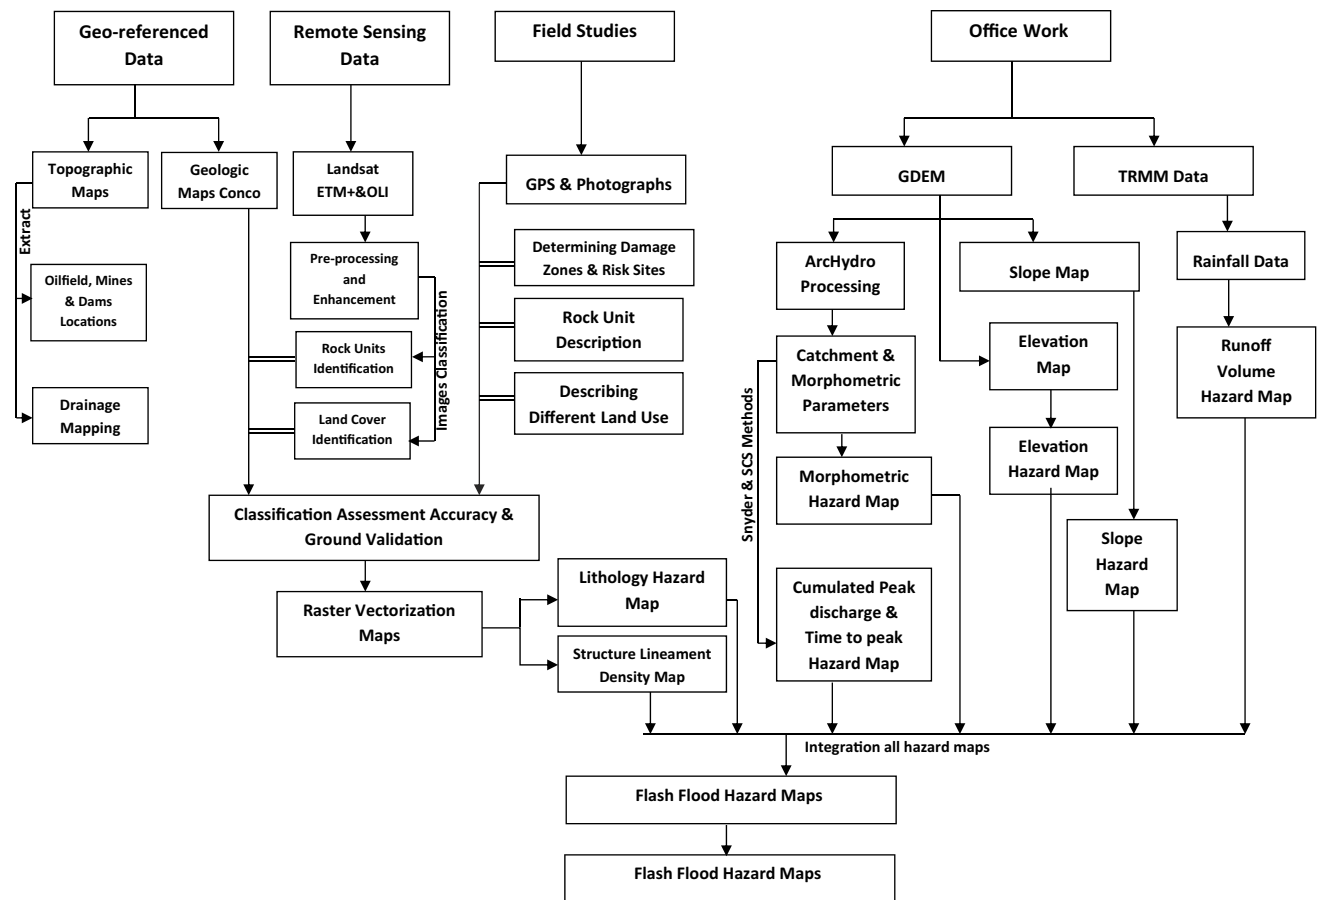 Geo-referenced
Data
Remote Sensing
Data
Field Studies
Office Work
Topographic
Maps
Geologic
Maps Conco
Landsat
ETM+&OLI
GPS & Photographs
GDEM
TRMM Data
Extract
Oilfield, Mines
& Dams
Locations
Drainage
Mapping
Pre-processing
and
Enhancement
Images Classification
Rock Units
Identification
Land Cover
Identification
Determining Damage
Zones & Risk Sites
Rock Unit
Description
Describing
Different Land Use
ArcHydro
Processing
Slope Map
Rainfall Data
Catchment &
Morphometric
Parameters
Elevation
Map
Runoff
Volume
Hazard Map
Snyder & SCS Methods
Morphometric
Hazard Map
Elevation
Hazard Map
Slope
Hazard
Map
Classification Assessment Accuracy &
Ground Validation
Raster Vectorization
Maps
Lithology Hazard
Map
Structure Lineament
Density Map
Cumulated Peak
discharge &
Time to peak
Hazard Map
Integration all hazard maps
Flash Flood Hazard Maps
Flash Flood Hazard Maps